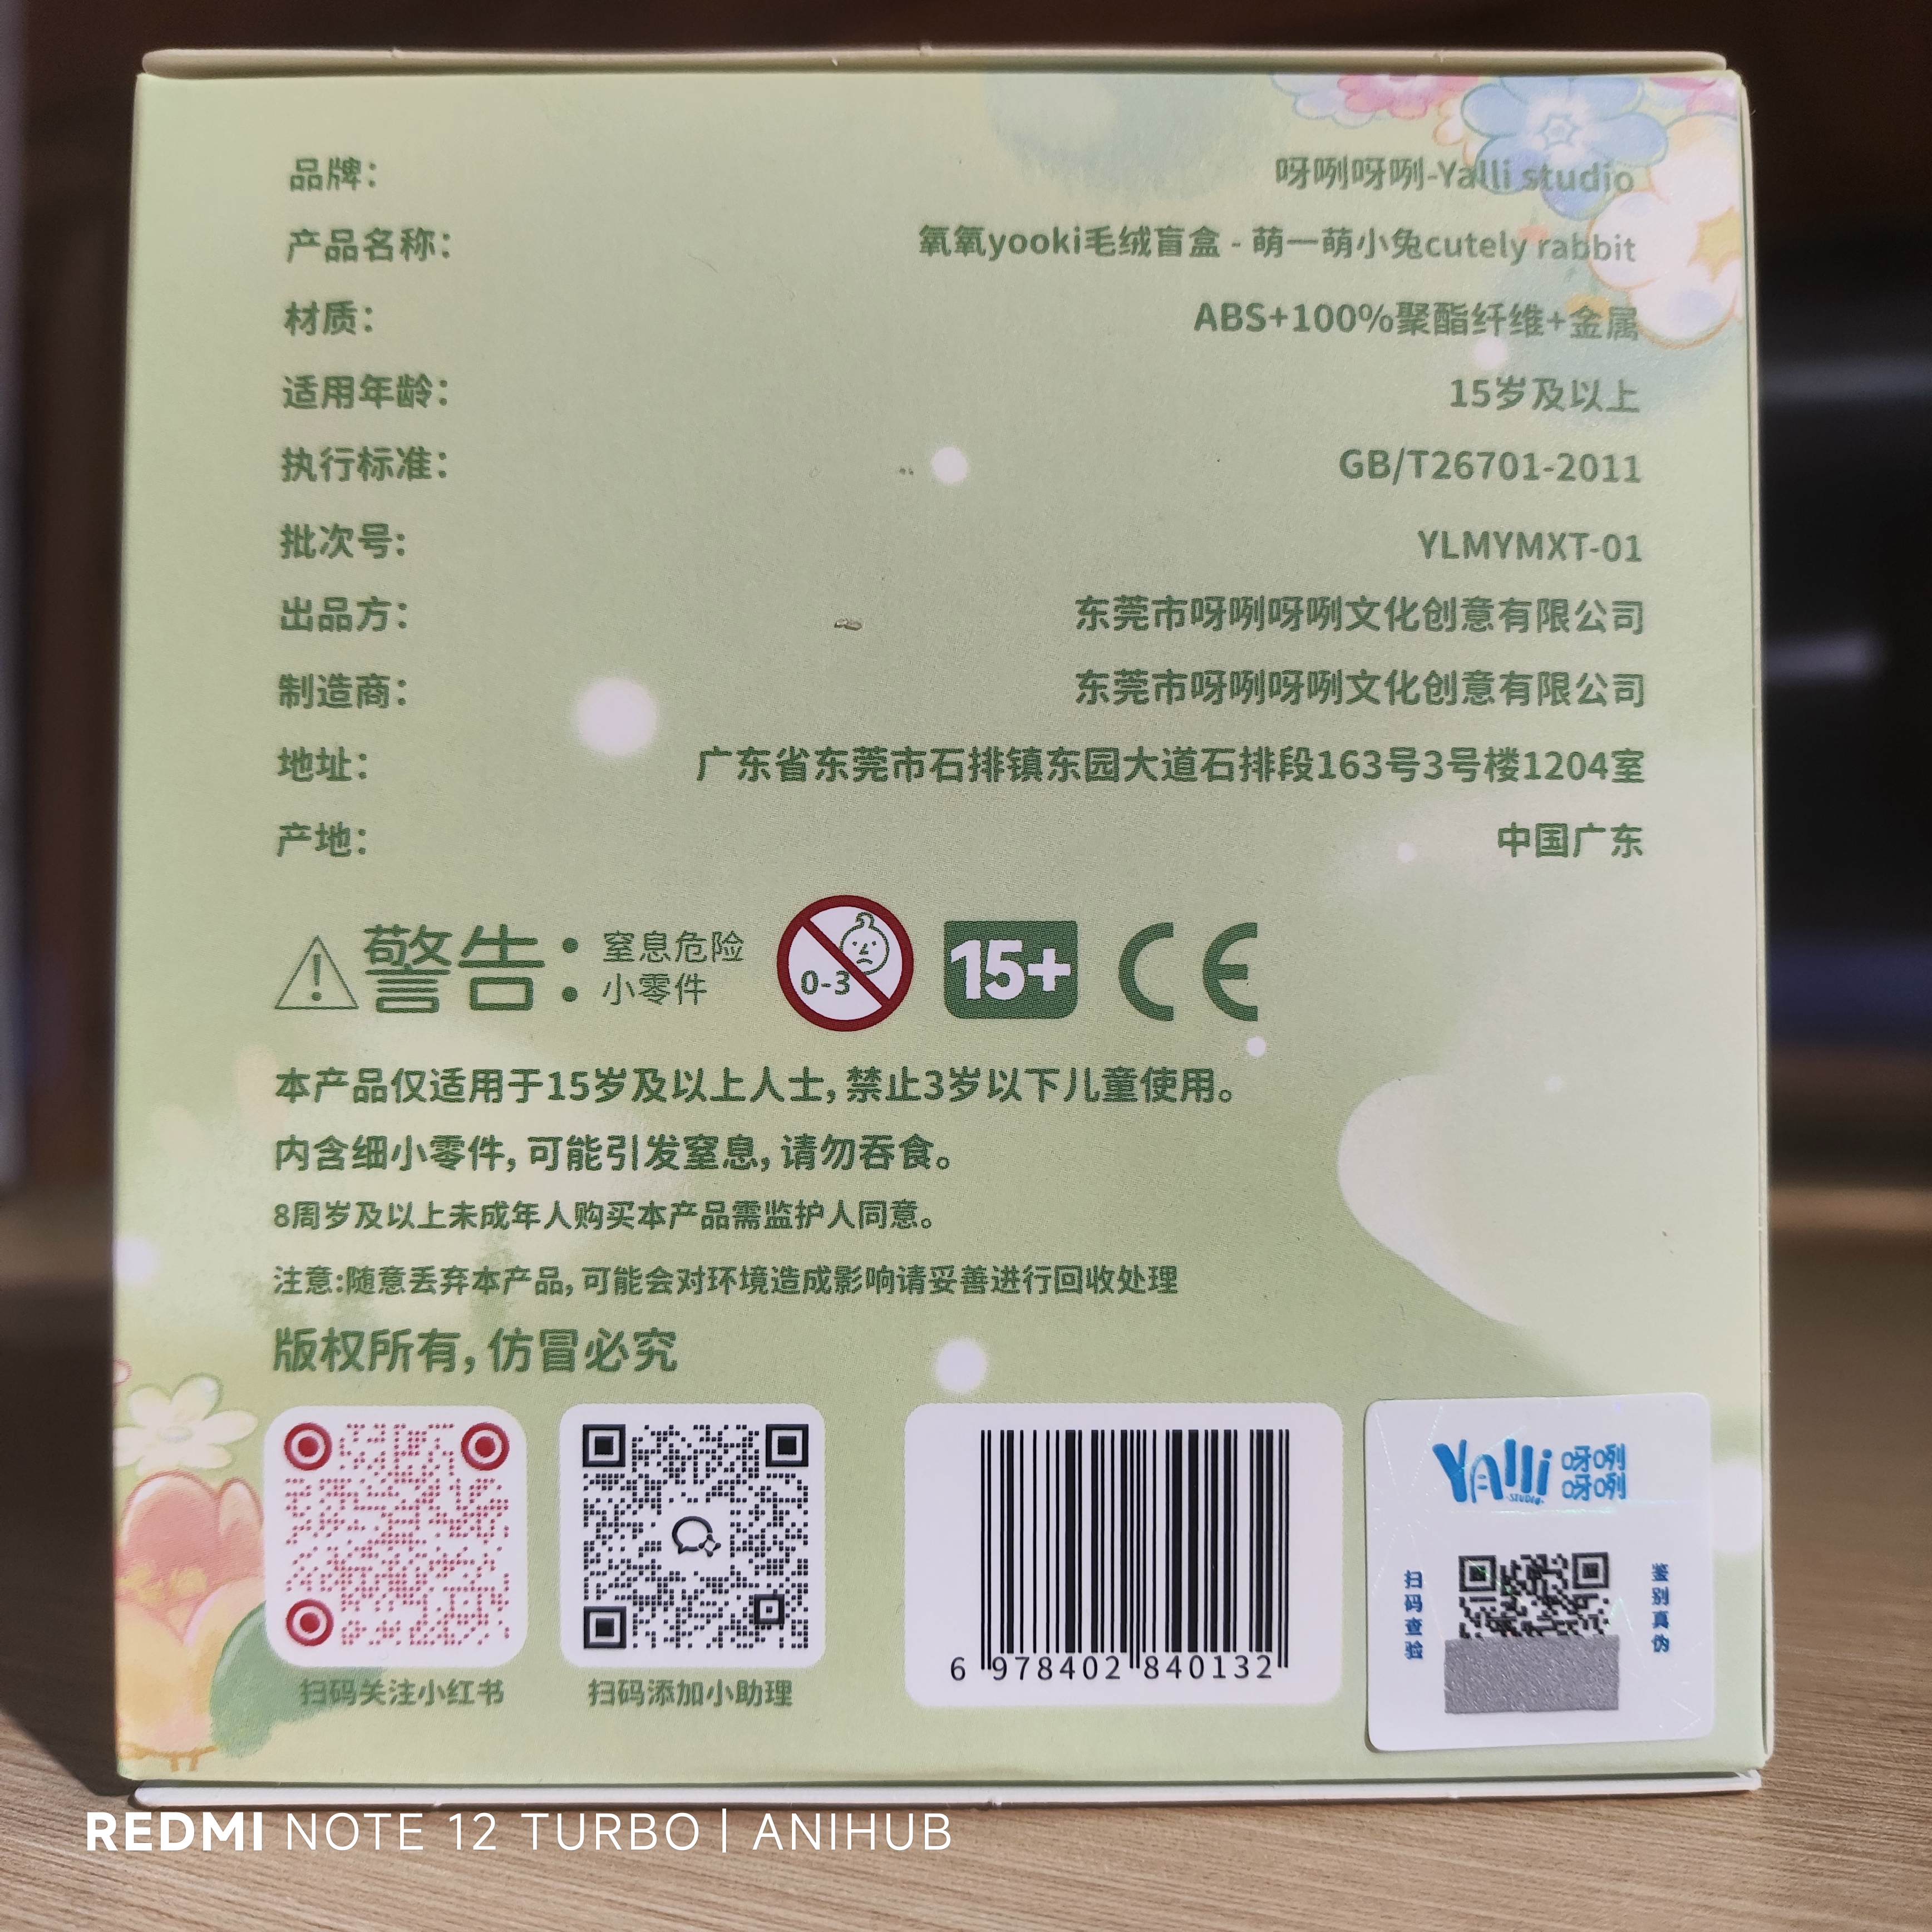 品牌： 呀咧呀咧-Yalli studio
产品名称： 氧氧yooki毛绒盲盒 - 萌一萌小兔cutely rabbit
材质： ABS+100%聚酯纤维+金属
适用年龄： 15岁及以上
执行标准： GB/T26701-2011
批次号: YLMYMXT-01
出品方： 东莞市呀咧呀咧文化创意有限公司
制造商： 东莞市呀咧呀咧文化创意有限公司
地址： 广东省东莞市石排镇东园大道石排段163号3号楼1204室
产地： 中国广东
警告：窒息危险
小零件
0-3
15+
CE
本产品仅适用于15岁及以上人士，禁止3岁以下儿童使用。
内含细小零件，可能引发窒息，请勿吞食。
8周岁及以上未成年人购买本产品需监护人同意。
注意:随意丢弃本产品，可能会对环境造成影响请妥善进行回收处理
版权所有，仿冒必究
扫码关注小红书
扫码添加小助理
6 978402 840132
Yalli STUDIO 呀咧
呀咧
扫码查验
鉴别真伪
REDMI NOTE 12 TURBO | ANIHUB